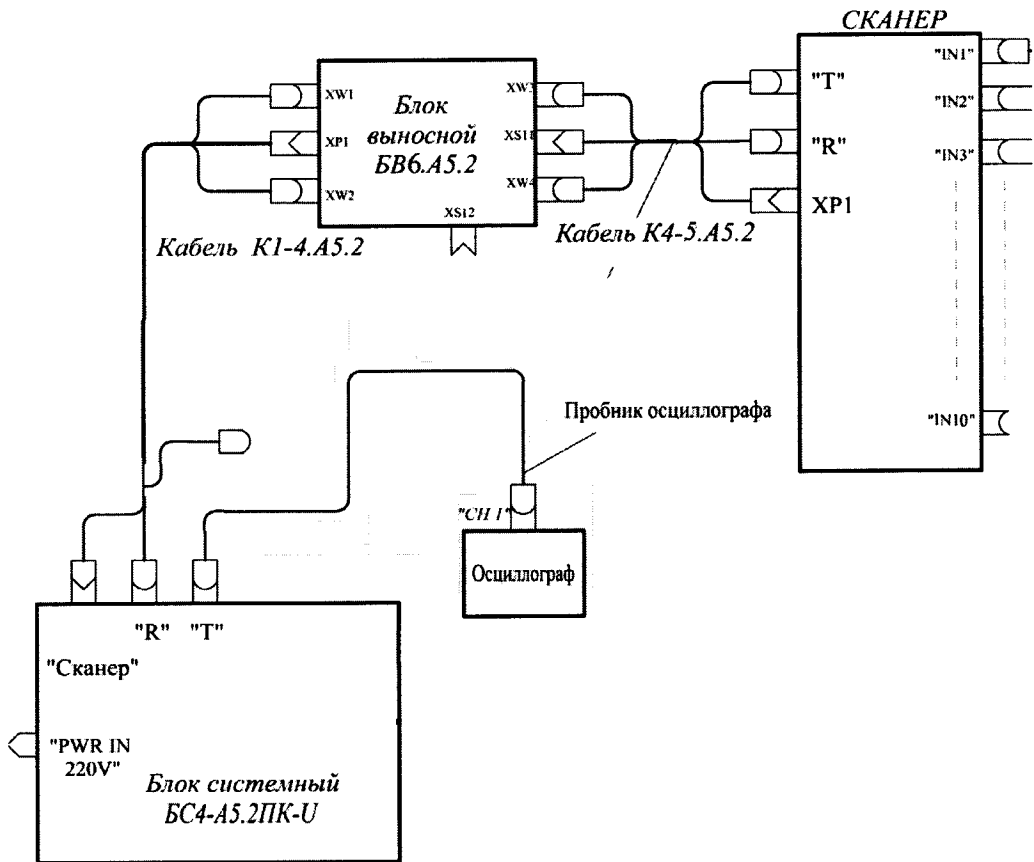 СКАНЕР
"IN1"
"IN2"
"IN3"
"IN10"
"T"
"R"
XP1
XW1
XP1
XW2
Блок
выносной
БВ6.А5.2
XW3
XS11
XW4
XS12
Кабель К1-4.А5.2
Кабель К4-5.А5.2
Пробник осциллографа
"CH 1"
Осциллограф
"R"
"T"
"Сканер"
"PWR IN
220V"
Блок системный
БС4-А5.2ПК-U